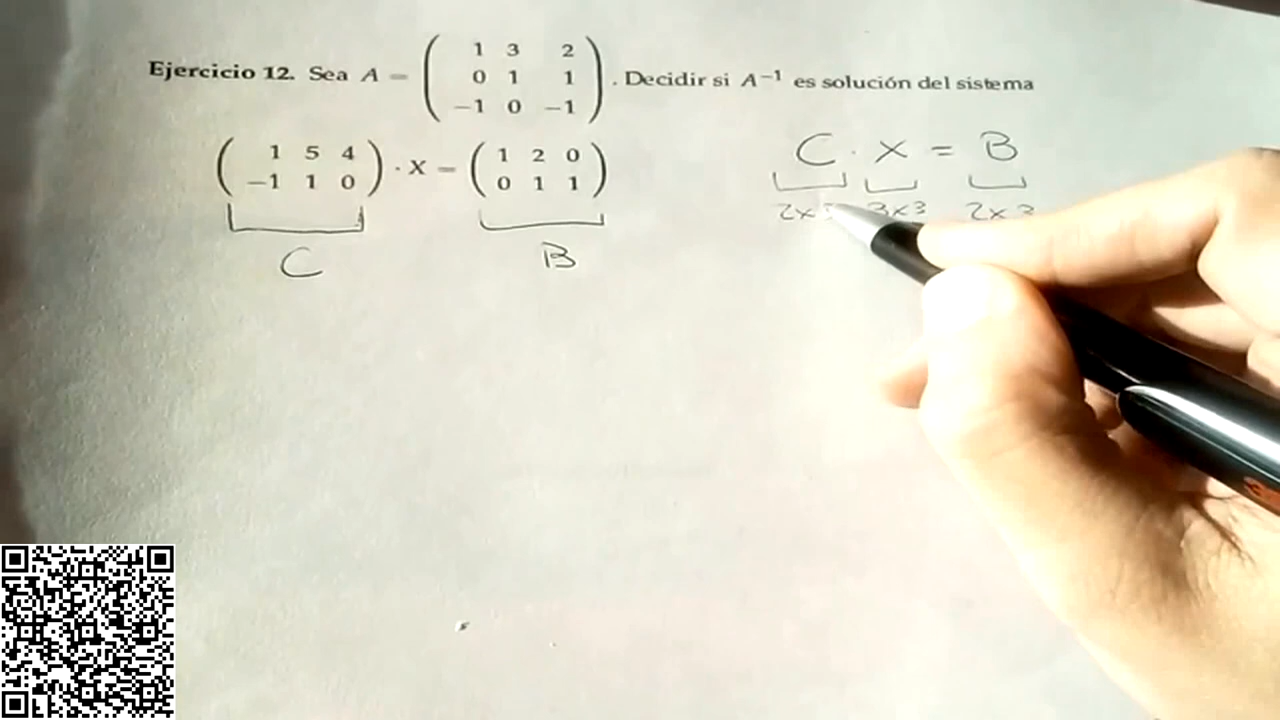 Ejercicio 12. Sea A = ( 1 3 2
0 1 1
−1 0 −1 ) . Decidir si A⁻¹ es solución del sistema
( 1 5 4
−1 1 0 ) · X = ( 1 2 0
0 1 1 )
C B
C · X = B
2x3 3x3 2x3